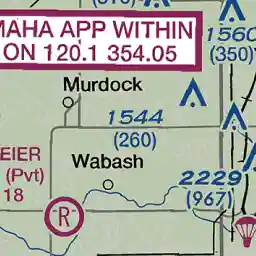 MAHA APP WITHIN
ON 120.1 354.05
1560
(350)
Murdock
1544
(260)
EIER
(Pvt)
18
Wabash
2229
(967)
R